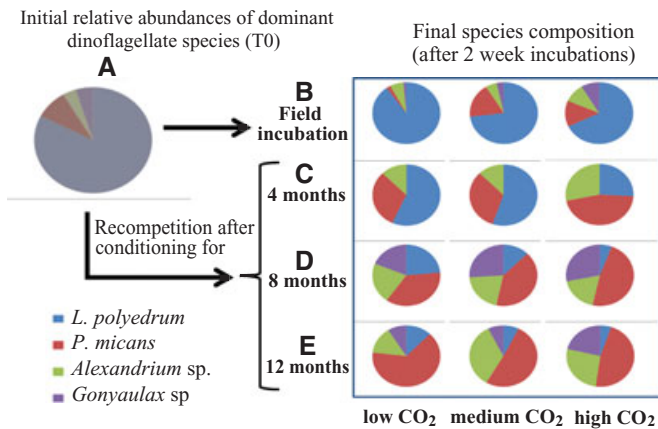 Initial relative abundances of dominant
dinoflagellate species (T0)
Final species composition
(after 2 week incubations)
A
B
Field
incubation
C
4 months
Recompetition after
conditioning for
D
8 months
L. polyedrum
P. micans
Alexandrium sp.
Gonyaulax sp
E
12 months
low CO2 medium CO2 high CO2